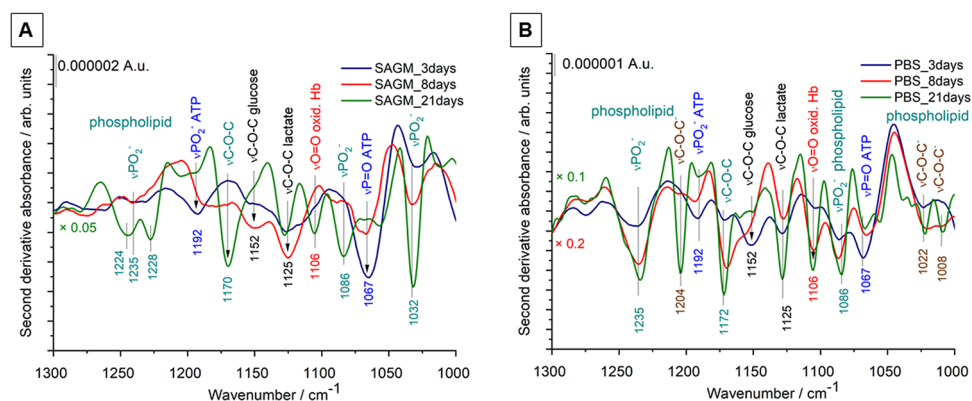 A
0.000002 A.u.
SAGM_3days
SAGM_8days
SAGM_21days
phospholipid
νPO₂⁻
νPO₂⁻ ATP
νC-O-C
νC-O-C glucose
νC-O-C lactate
νO=O oxid. Hb
νPO₂⁻
νP=O ATP
νPO₂⁻
× 0.05
1224
1235
1228
1192
1170
1152
1125
1106
1086
1067
1032
Second derivative absorbance / arb. units
1300 1250 1200 1150 1100 1050 1000
Wavenumber / cm⁻¹
B
0.000001 A.u.
PBS_3days
PBS_8days
PBS_21days
phospholipid
phospholipid
νPO₂⁻
νC-O-C⁻
νPO₂⁻ ATP
νC-O-C
νC-O-C glucose
νC-O-C lactate
νO=O oxid. Hb
νPO₂⁻ phospholipid
νP=O ATP
νC-O-C⁻
νC-O-C⁻
× 0.1
× 0.2
1235
1204
1192
1172
1152
1125
1106
1086
1067
1022
1008
Second derivative absorbance / arb. units
1300 1250 1200 1150 1100 1050 1000
Wavenumber / cm⁻¹